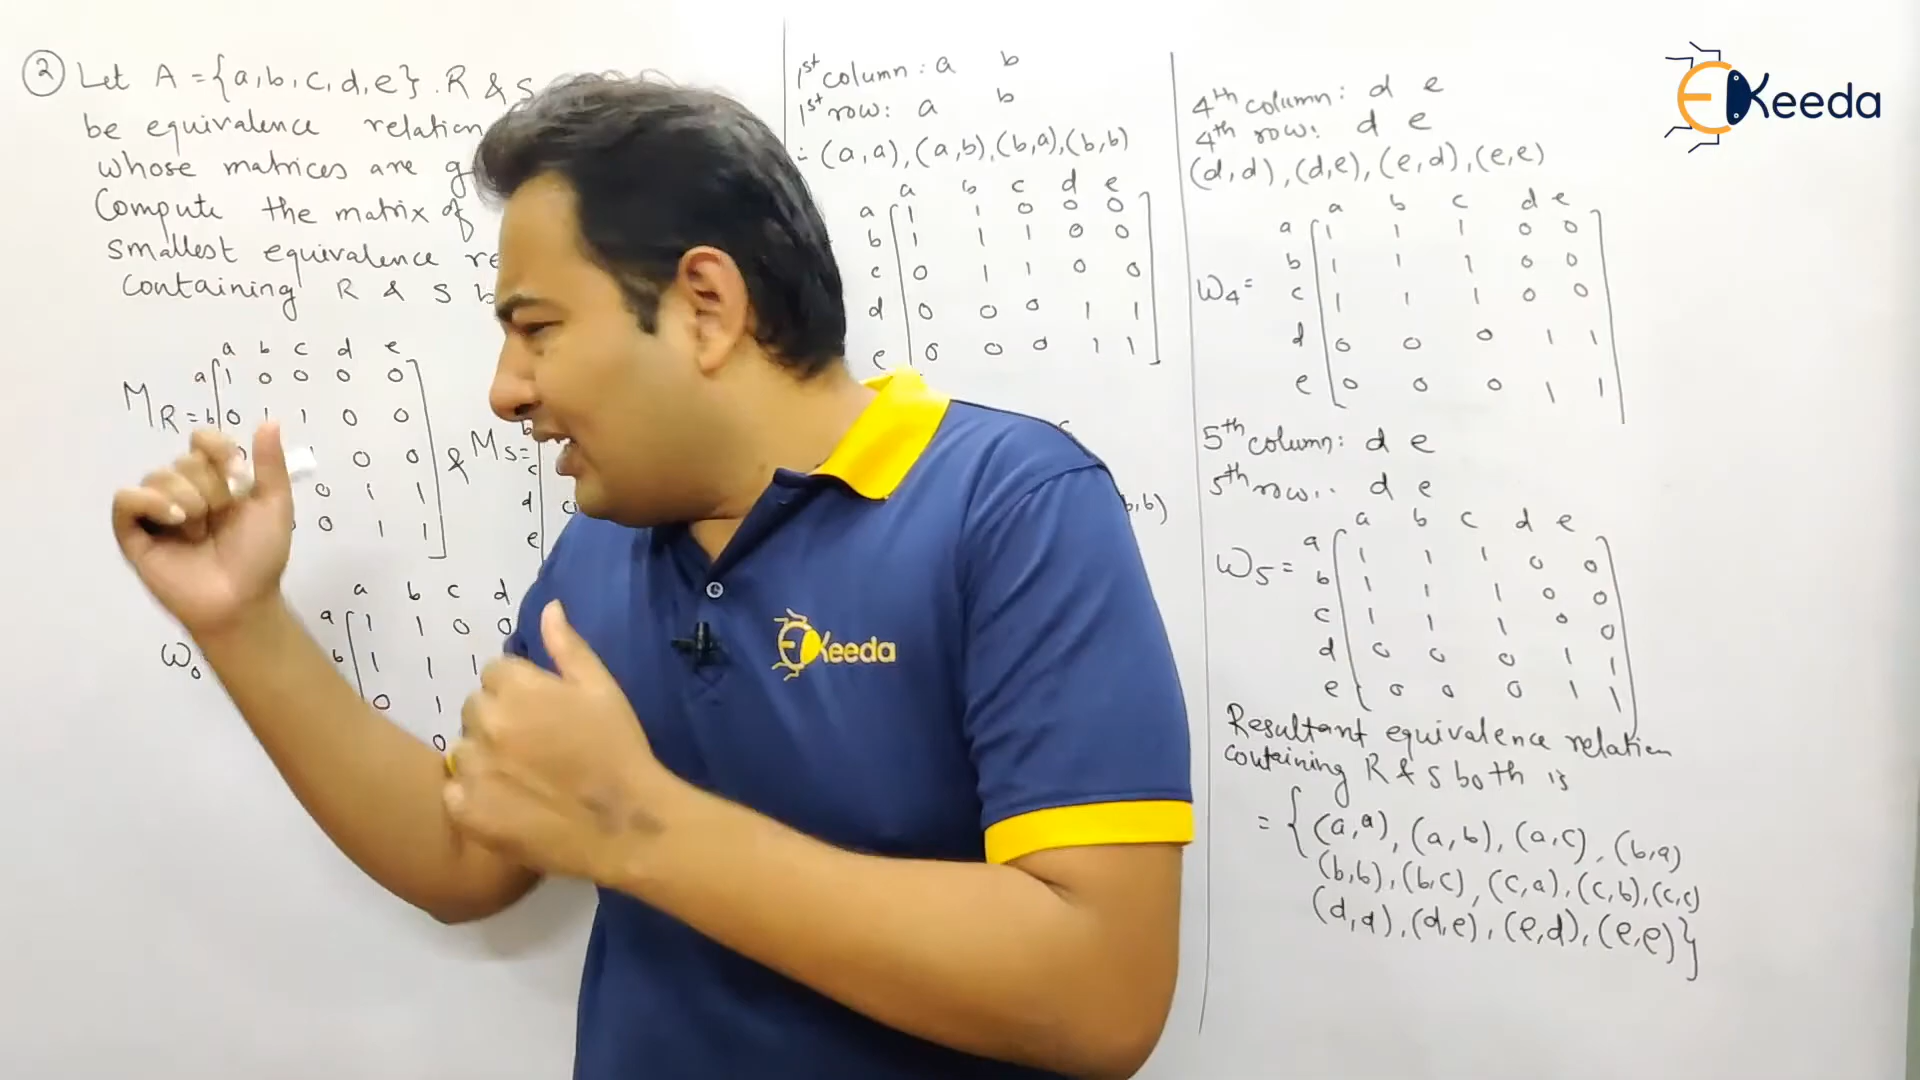 2 Let A = {a,b,c,d,e}. R & S
be equivalence relation
whose matrices are g
Compute the matrix of
smallest equivalence re
containing R & S b
a b c d e
a 1 0 0 0 0
MR = b 0 1 1 0 0
0 0
0 1 1
0 1 1
& MS =
b
c
d
e
a b c d
W0
a 1 1 0 0
b 1 1 1
0 1
0
1st column: a b
1st row: a b
∴ (a,a), (a,b), (b,a), (b,b)
a b c d e
a 1 1 0 0 0
b 1 1 1 0 0
c 0 1 1 0 0
d 0 0 0 1 1
e 0 0 0 1 1
b,b)
4th column: d e
4th row: d e
(d,d), (d,e), (e,d), (e,e)
a b c d e
a 1 1 1 0 0
b 1 1 1 0 0
W4 = c 1 1 1 0 0
d 0 0 0 1 1
e 0 0 0 1 1
5th column: d e
5th row: d e
a b c d e
W5 = a 1 1 1 0 0
b 1 1 1 0 0
c 1 1 1 0 0
d 0 0 0 1 1
e 0 0 0 1 1
Resultant equivalence relation
containing R & S both is
= {(a,a), (a,b), (a,c), (b,a)
(b,b), (b,c), (c,a), (c,b), (c,c)
(d,d), (d,e), (e,d), (e,e)}
EKeeda
EKeeda